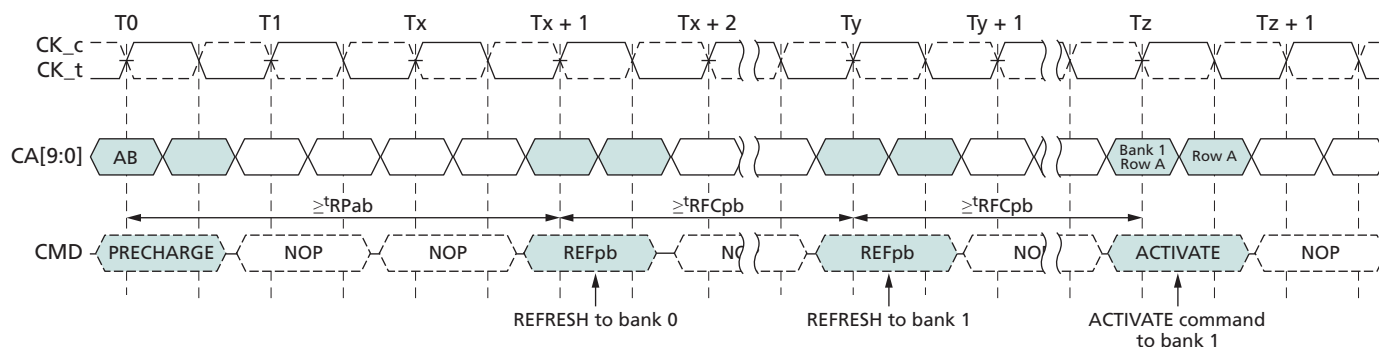 T0 T1 Tx Tx + 1 Tx + 2 Ty Ty + 1 Tz Tz + 1
CK_c
CK_t
CA[9:0] AB Bank 1 Row A Row A
≥tRPab ≥tRFCpb ≥tRFCpb
CMD PRECHARGE NOP NOP REFpb REFpb ACTIVATE NOP
REFRESH to bank 0 REFRESH to bank 1 ACTIVATE command
to bank 1